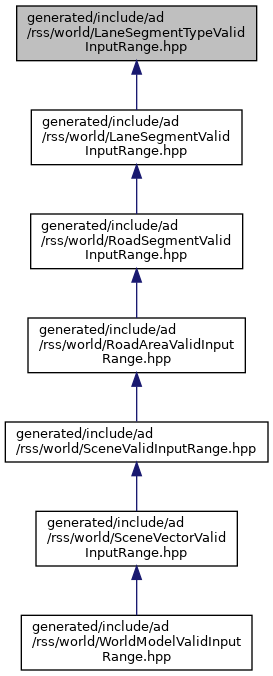 generated/include/ad
/rss/world/LaneSegmentTypeValid
InputRange.hpp
generated/include/ad
/rss/world/LaneSegmentValid
InputRange.hpp
generated/include/ad
/rss/world/RoadSegmentValid
InputRange.hpp
generated/include/ad
/rss/world/RoadAreaValidInput
Range.hpp
generated/include/ad
/rss/world/SceneValidInputRange.hpp
generated/include/ad
/rss/world/SceneVectorValid
InputRange.hpp
generated/include/ad
/rss/world/WorldModelValidInput
Range.hpp